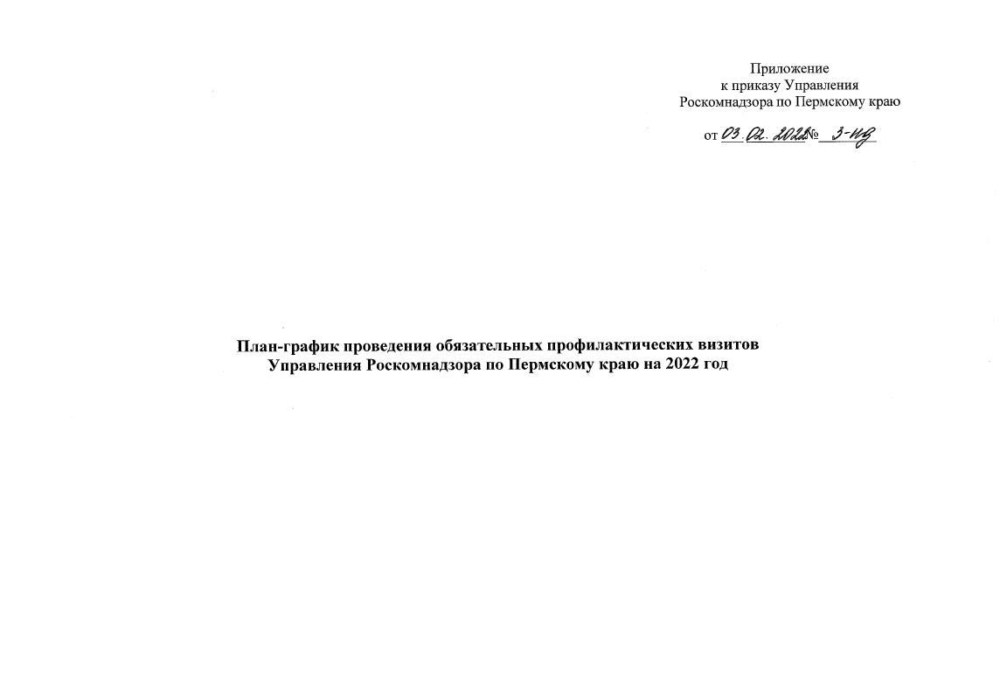 Приложение
к приказу Управления
Роскомнадзора по Пермскому краю
от 03.02.2022 № 3-нд
План-график проведения обязательных профилактических визитов
Управления Роскомнадзора по Пермскому краю на 2022 год